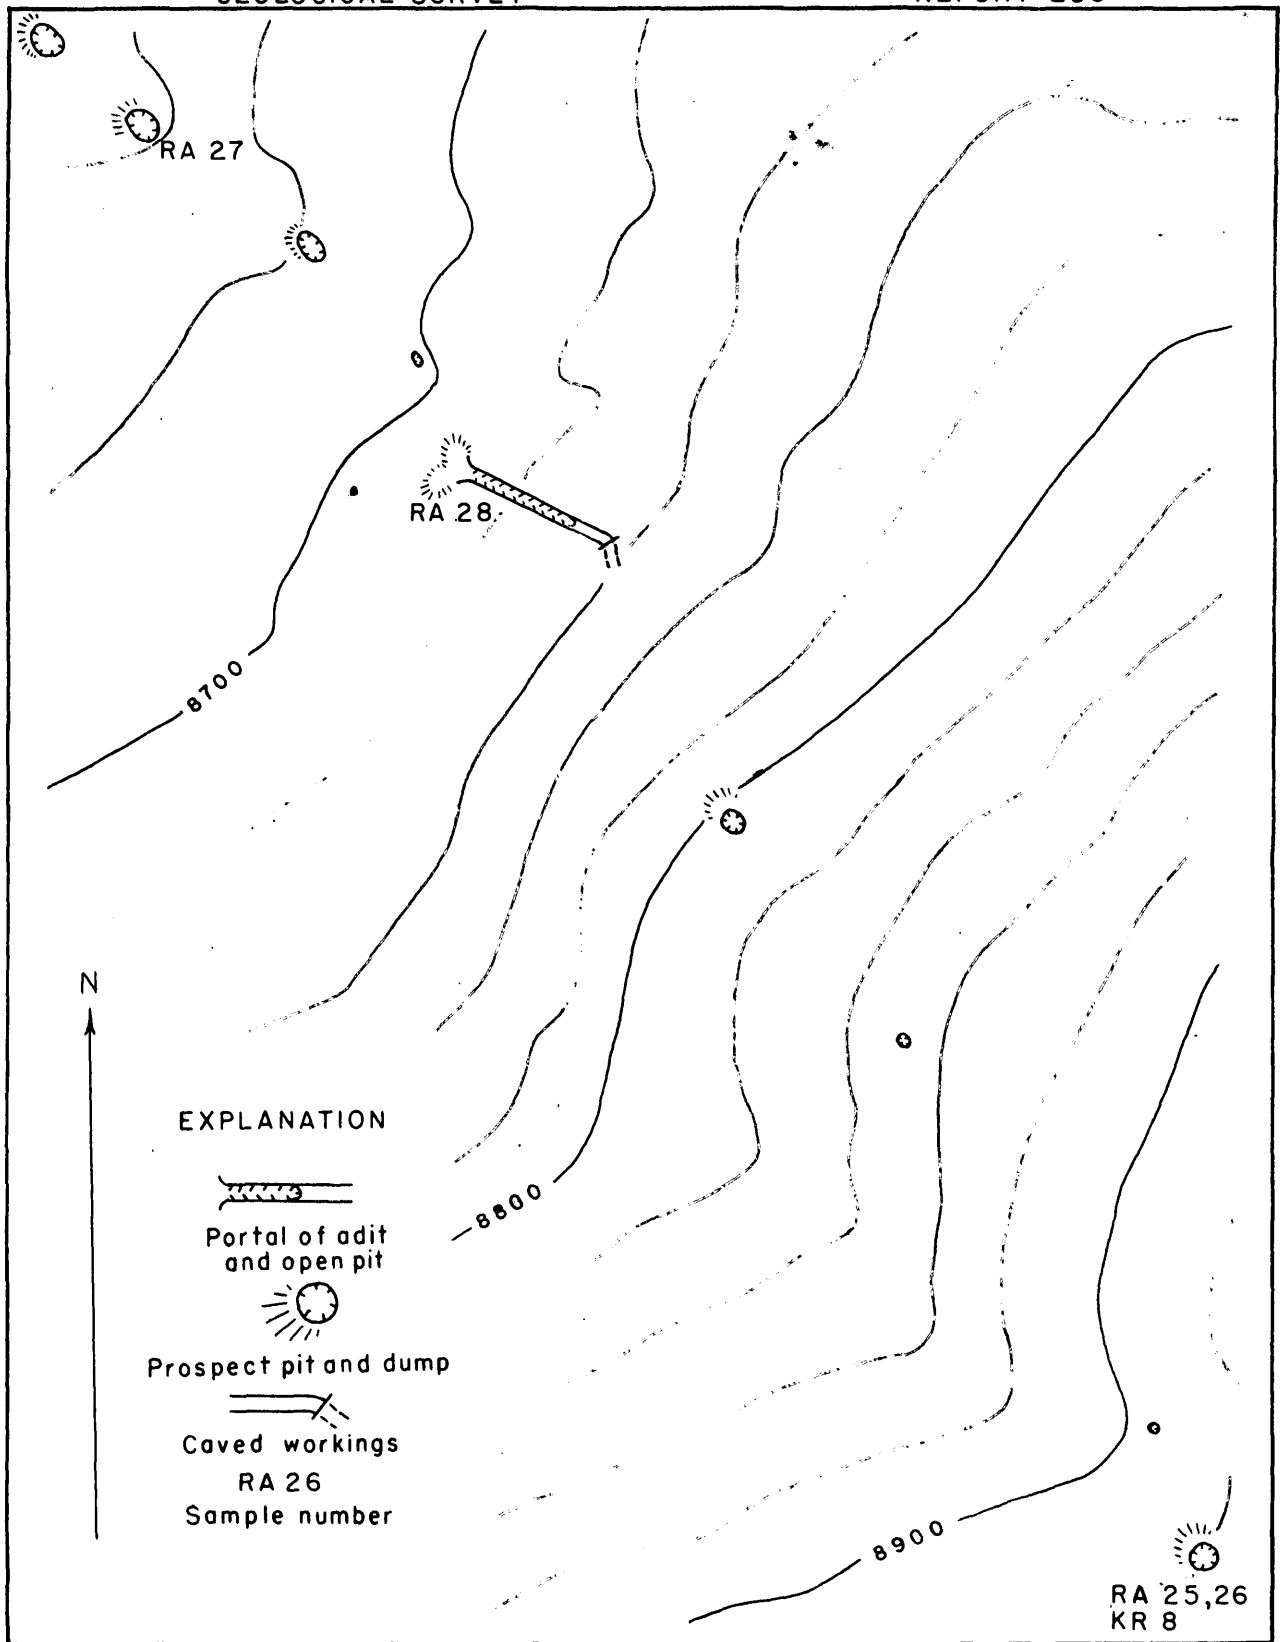 RA 27
RA 28
8700
N
EXPLANATION
Portal of adit
and open pit
Prospect pit and dump
Caved workings
RA 26
Sample number
8800
8900
RA 25,26
KR 8